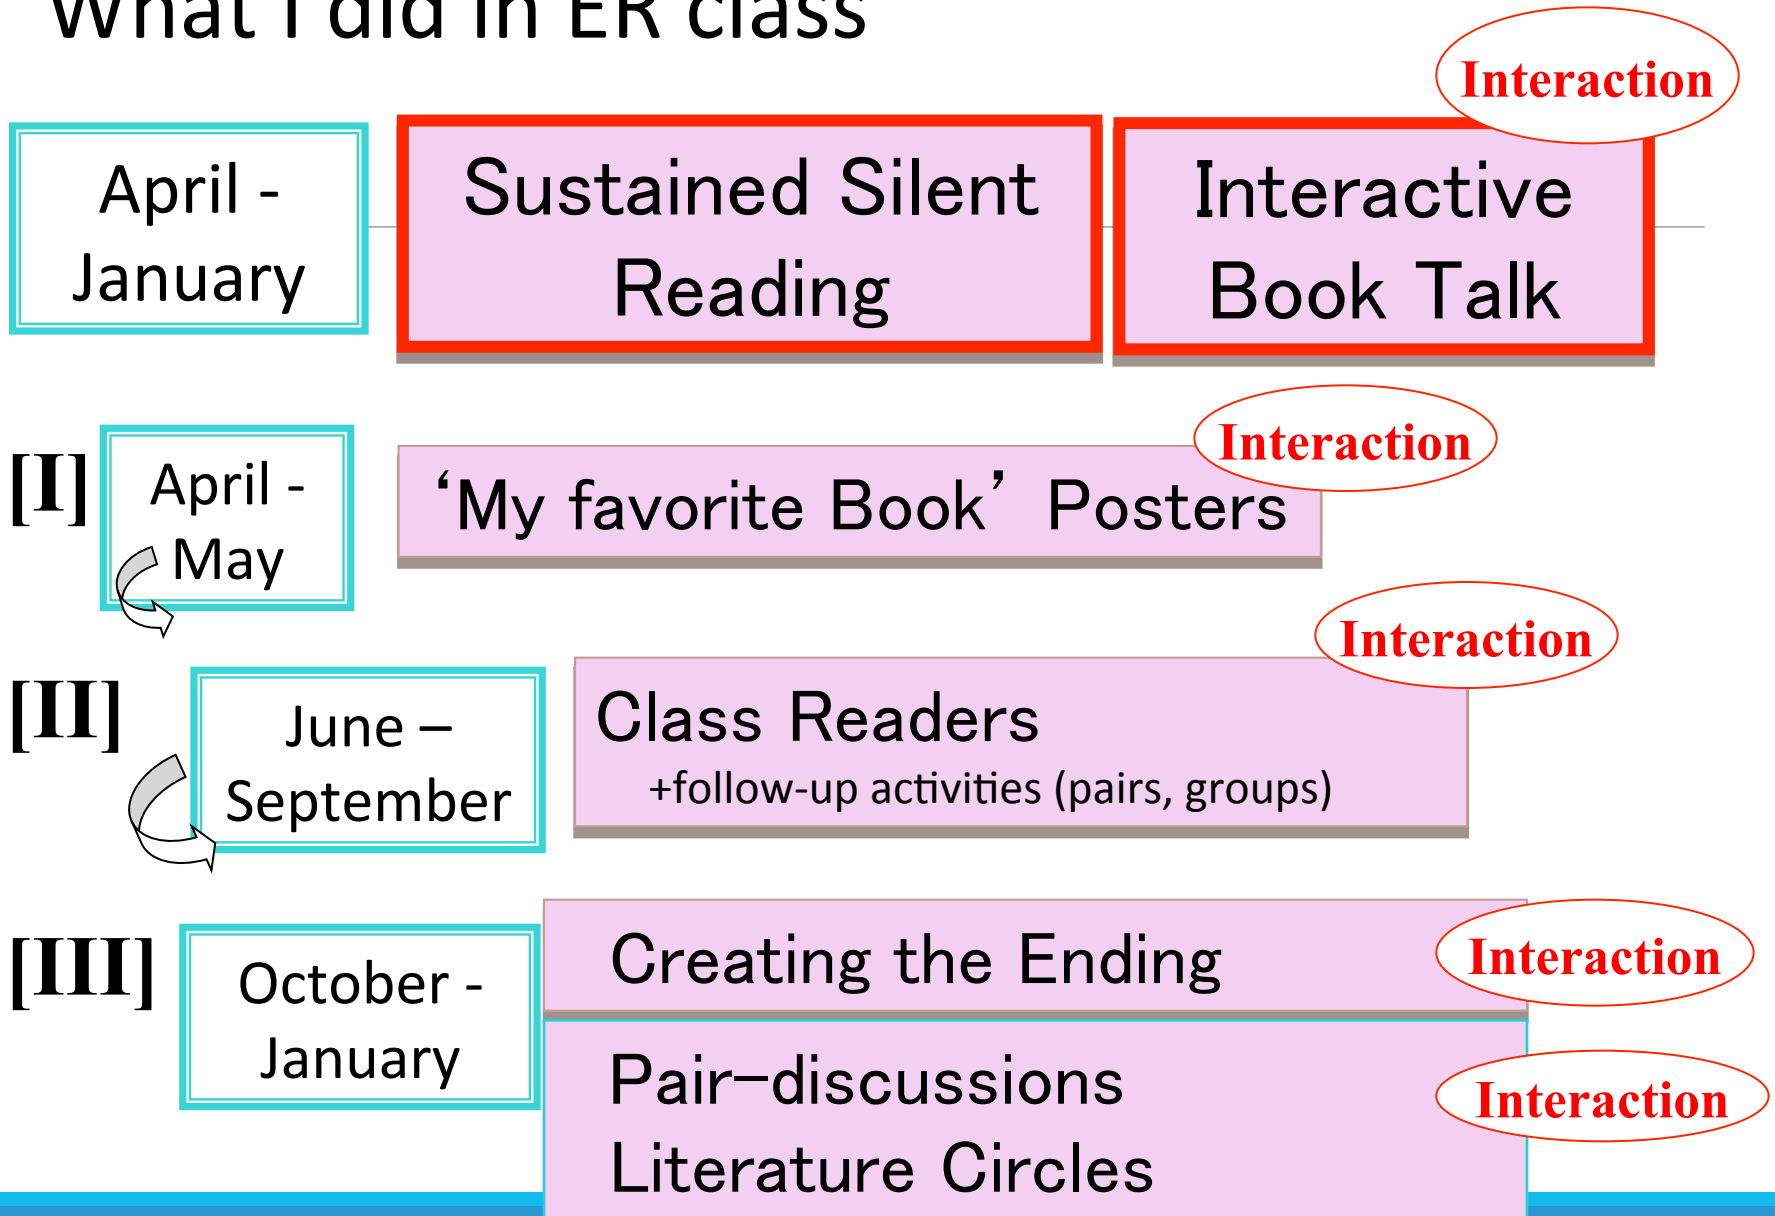 What I did in ER class
Interaction
April -
January
Sustained Silent
Reading
Interactive
Book Talk
[I]
April -
May
Interaction
‘My favorite Book’ Posters
[II]
June –
September
Interaction
Class Readers
+follow-up activities (pairs, groups)
[III]
October -
January
Creating the Ending
Interaction
Pair-discussions
Interaction
Literature Circles